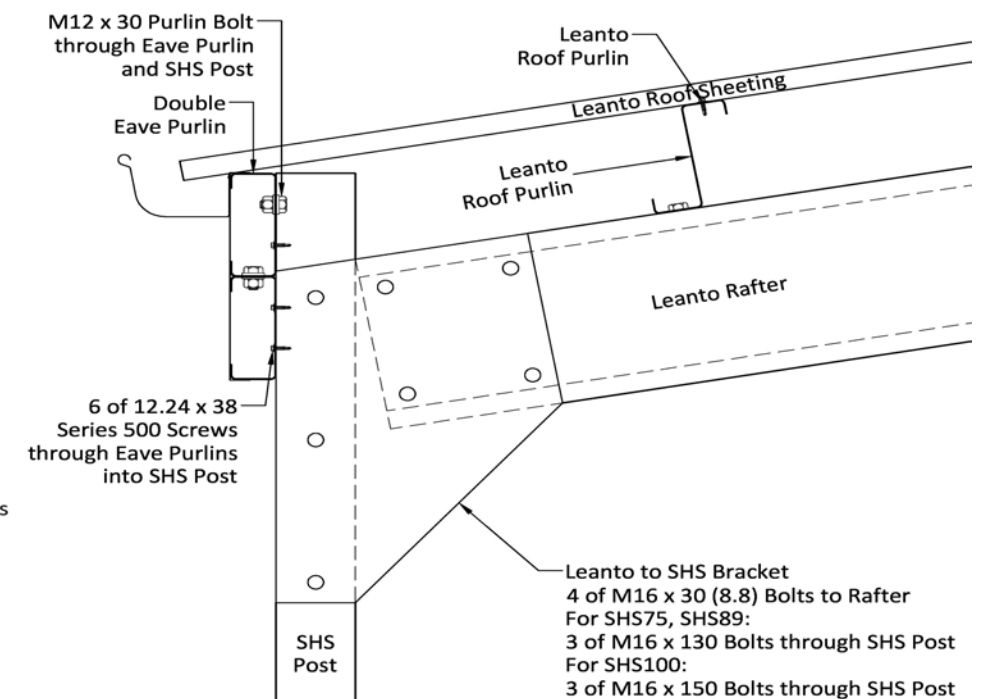 M12 x 30 Purlin Bolt
through Eave Purlin
and SHS Post
Double
Eave Purlin
Leanto
Roof Purlin
Leanto Roof Sheeting
Leanto
Roof Purlin
Leanto Rafter
6 of 12.24 x 38
Series 500 Screws
through Eave Purlins
into SHS Post
s
SHS
Post
Leanto to SHS Bracket
4 of M16 x 30 (8.8) Bolts to Rafter
For SHS75, SHS89:
3 of M16 x 130 Bolts through SHS Post
For SHS100:
3 of M16 x 150 Bolts through SHS Post